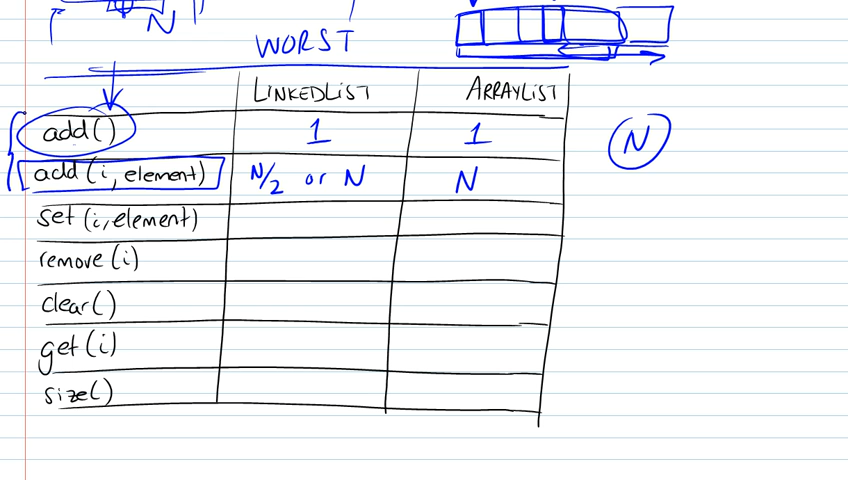 N
WORST
LINKEDLIST ARRAYLIST
add() 1 1 N
add(i, element) N/2 or N N
set (i, element)
remove (i)
clear()
get (i)
size()